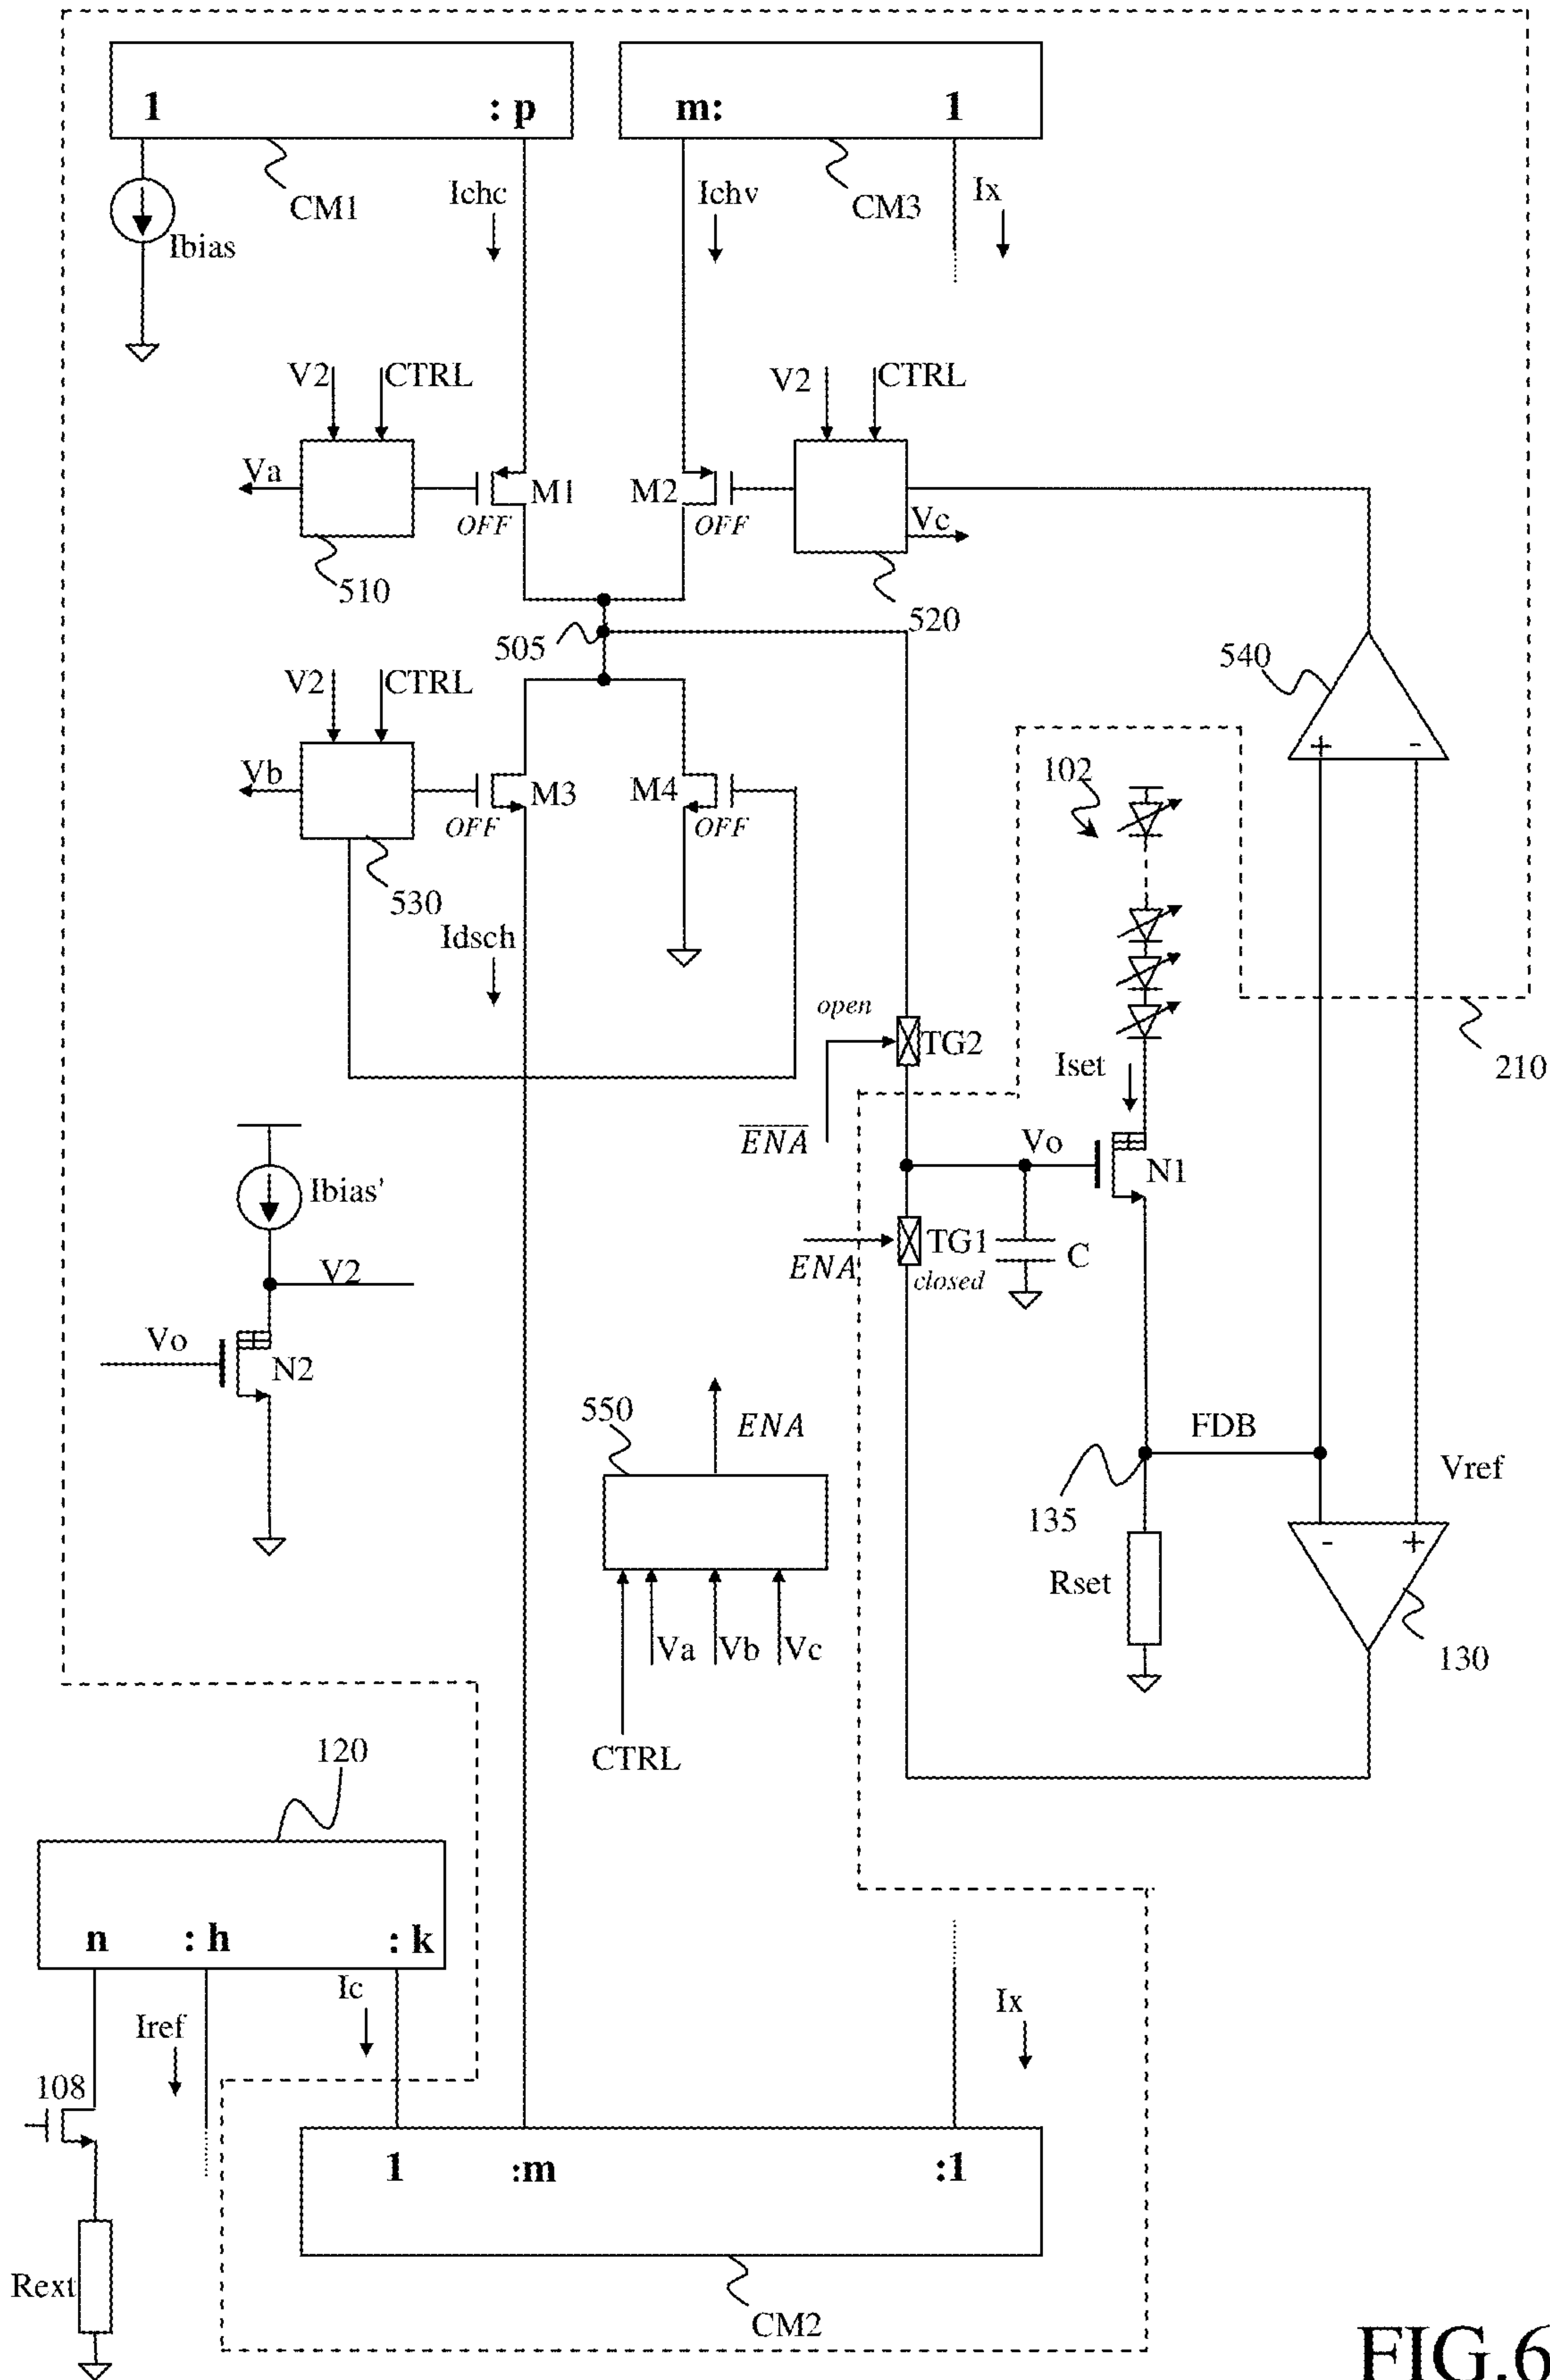 1 : p
m: 1
CM1
Ichc
Ichv
CM3
Ix
Ibias
V2
CTRL
V2
CTRL
Va
M1
OFF
M2
OFF
Vc
510
520
505
V2
CTRL
540
+ -
Vb
M3
OFF
M4
OFF
102
530
Idsch
open
TG2
Iset
210
ENA
Vo
N1
Ibias'
TG1
C
ENA
closed
V2
Vo
N2
550
ENA
FDB
Vref
135
- +
Rset
Va
Vb
Vc
130
CTRL
120
n : h : k
Ic
Iref
Ix
108
1 :m :1
Rext
CM2
FIG.6